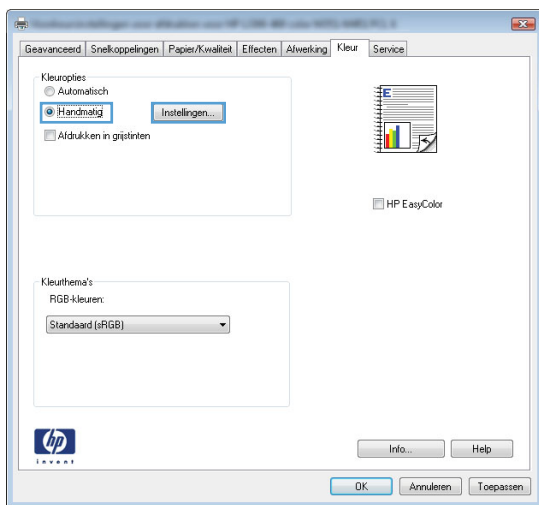 Geavanceerd Snelkoppelingen Papier/Kwaliteit Effecten Afwerking Kleur Service
Kleuropties
Automatisch
Handmatig Instellingen...
Afdrukken in grijstinten
E
HP EasyColor
Kleurthema's
RGB-kleuren:
Standaard (sRGB)
hp
invent
Info... Help
OK Annuleren Toepassen